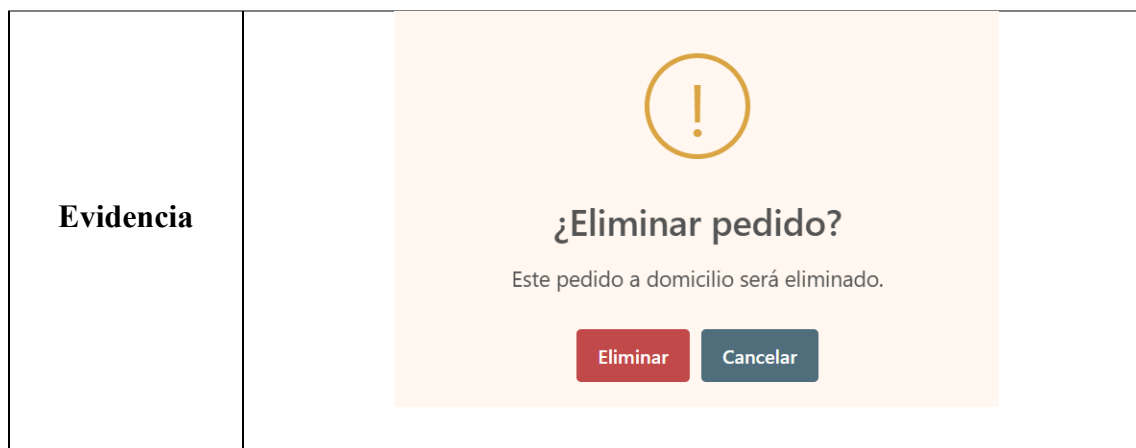 Evidencia
¿Eliminar pedido?
Este pedido a domicilio será eliminado.
Eliminar
Cancelar